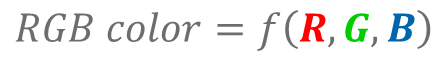 RGB color = f(R, G, B)